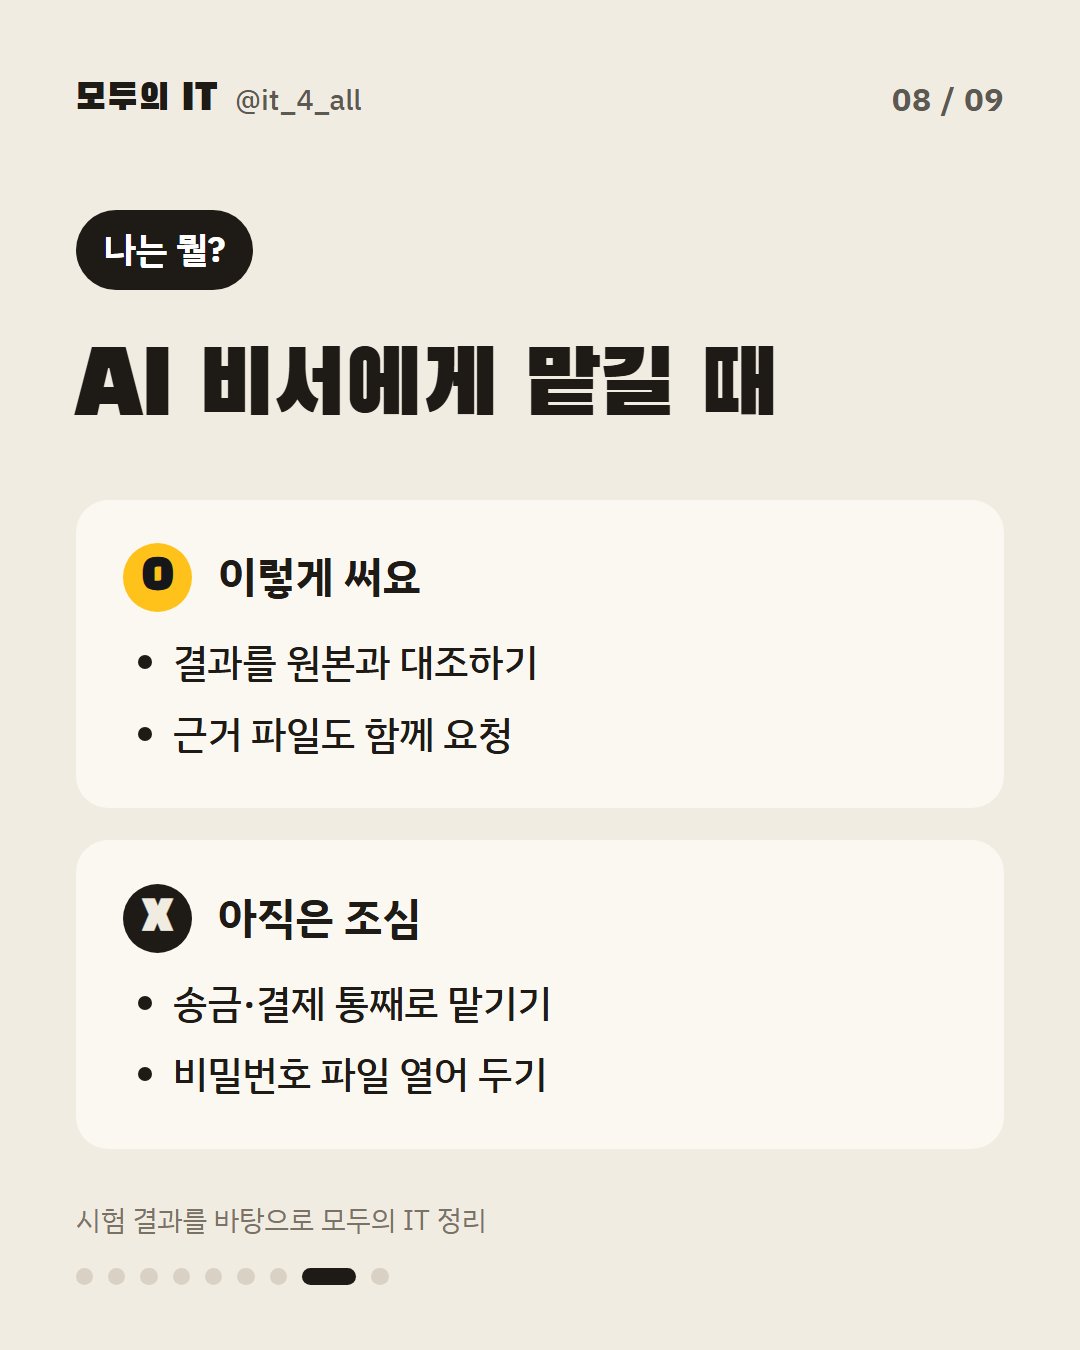 모두의 IT @it_4_all
08 / 09
나는 뭘?
AI 비서에게 맡길 때
O 이렇게 써요
• 결과를 원본과 대조하기
• 근거 파일도 함께 요청
X 아직은 조심
• 송금·결제 통째로 맡기기
• 비밀번호 파일 열어 두기
시험 결과를 바탕으로 모두의 IT 정리